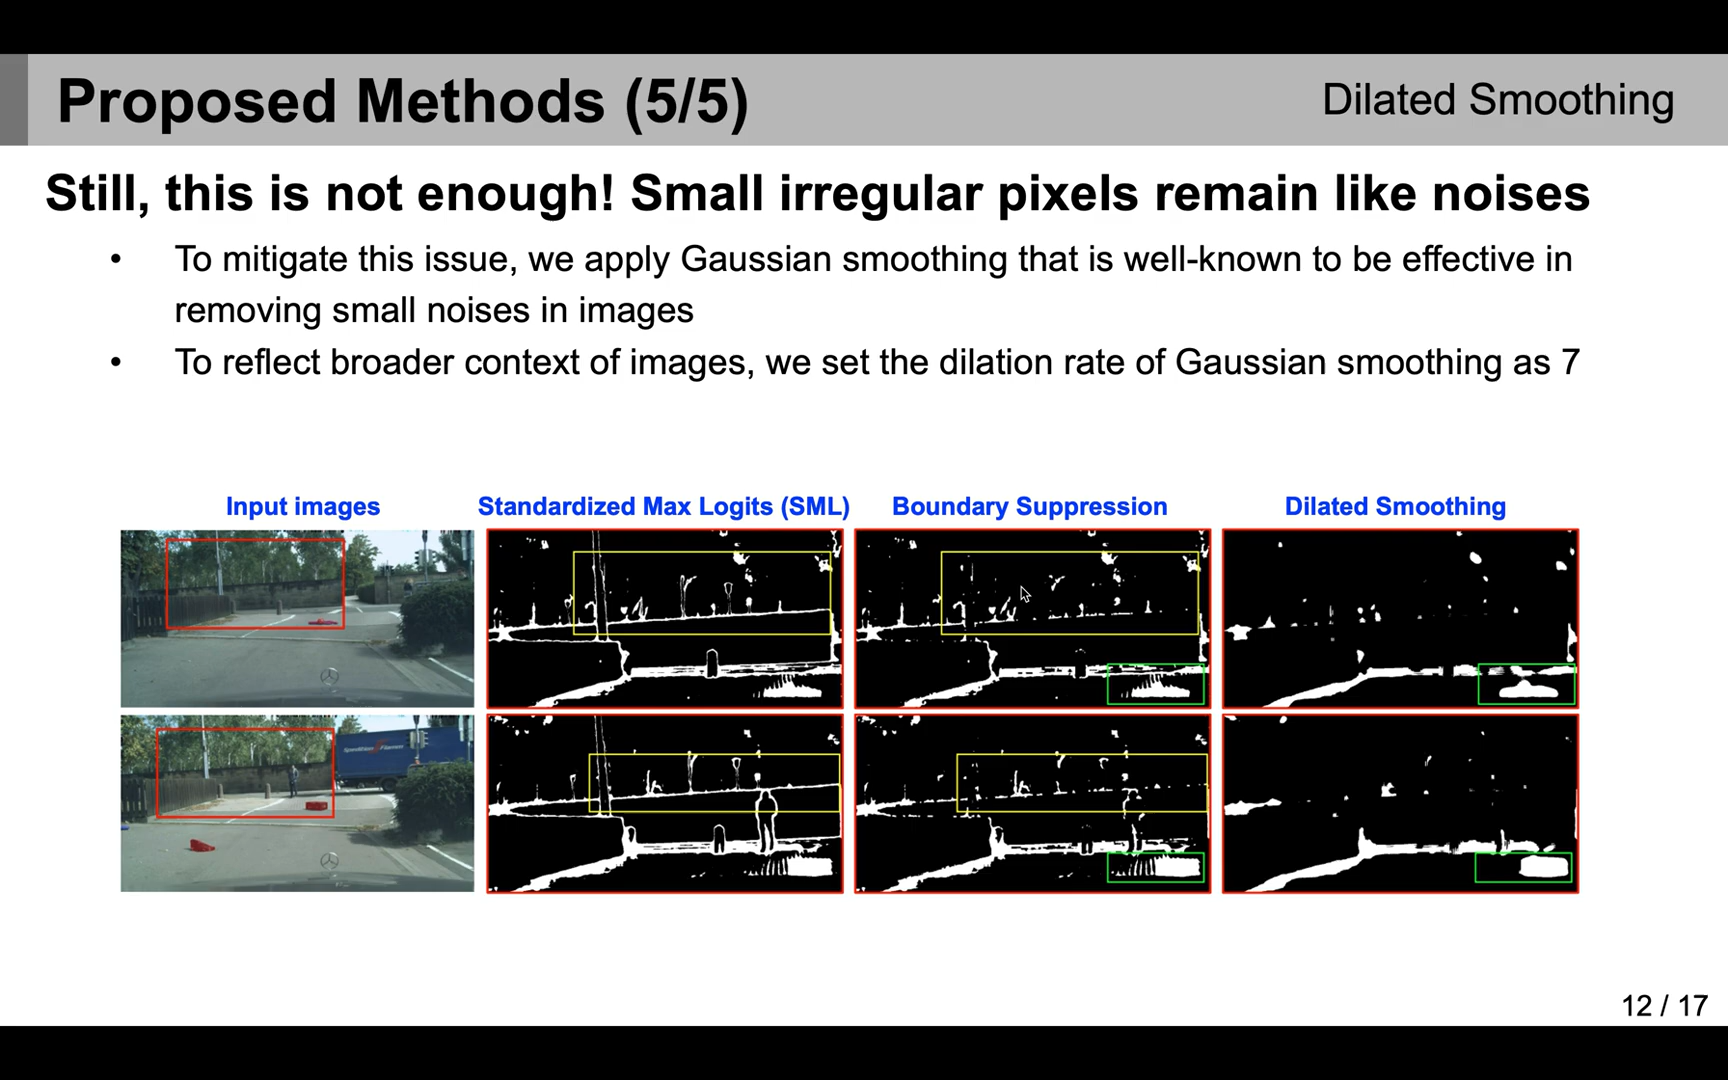 Proposed Methods (5/5)
Dilated Smoothing
Still, this is not enough! Small irregular pixels remain like noises
• To mitigate this issue, we apply Gaussian smoothing that is well-known to be effective in
removing small noises in images
• To reflect broader context of images, we set the dilation rate of Gaussian smoothing as 7
Input images
Standardized Max Logits (SML)
Boundary Suppression
Dilated Smoothing
12 / 17